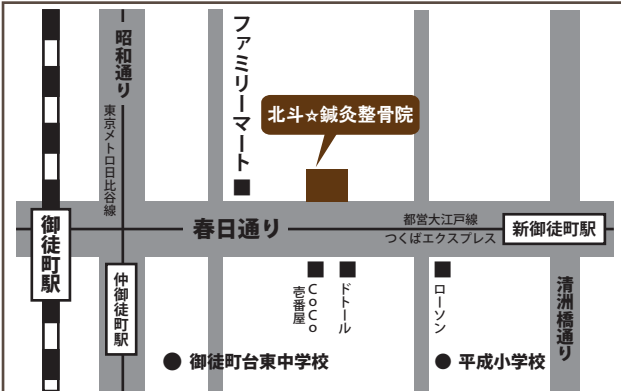 昭和通り
東京メトロ日比谷線
ファミリーマート
北斗☆鍼灸整骨院
御徒町駅
春日通り
都営大江戸線
つくばエクスプレス
新御徒町駅
仲御徒町駅
CoCo
壱番屋
ドトール
ローソン
清洲橋通り
御徒町台東中学校
平成小学校